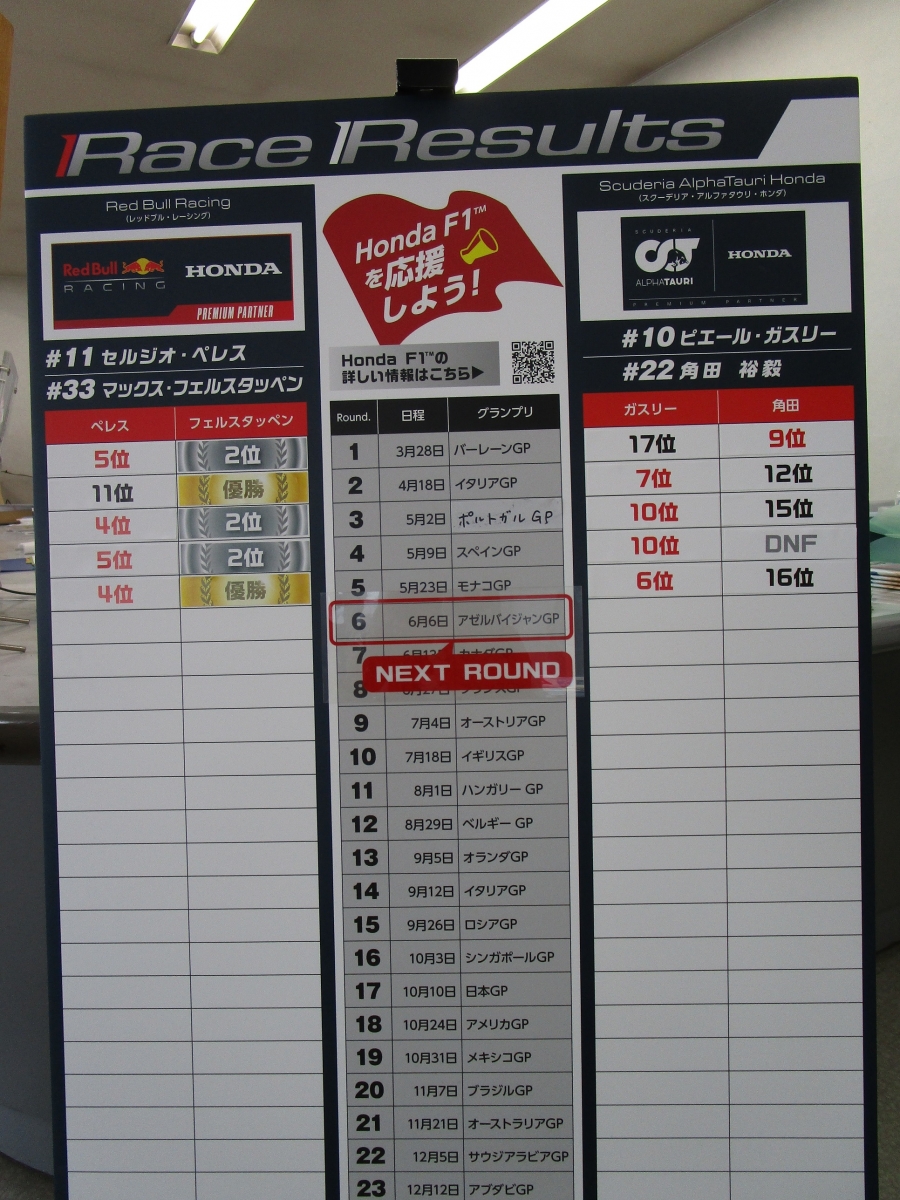 Race Results
Red Bull Racing
(レッドブル・レーシング)
Red Bull
RACING
HONDA
PREMIUM PARTNER
#11 セルジオ・ペレス
#33 マックス・フェルスタッペン
ペレス フェルスタッペン
5位 2位
11位 優勝
4位 2位
5位 2位
4位 優勝
Honda F1™
を応援
しよう!
Honda F1™の
詳しい情報はこちら▶
Round. 日程 グランプリ
1 3月28日 バーレーンGP
2 4月18日 イタリアGP
3 5月2日 ポルトガル GP
4 5月9日 スペインGP
5 5月23日 モナコGP
6 6月6日 アゼルバイジャンGP
7
NEXT ROUND
8
9 7月4日 オーストリアGP
10 7月18日 イギリスGP
11 8月1日 ハンガリー GP
12 8月29日 ベルギー GP
13 9月5日 オランダGP
14 9月12日 イタリアGP
15 9月26日 ロシアGP
16 10月3日 シンガポールGP
17 10月10日 日本GP
18 10月24日 アメリカGP
19 10月31日 メキシコGP
20 11月7日 ブラジルGP
21 11月21日 オーストラリアGP
22 12月5日 サウジアラビアGP
23 12月12日 アブダビGP
Scuderia AlphaTauri Honda
(スクーデリア・アルファタウリ・ホンダ)
SCUDERIA
ALPHATAURI
HONDA
PREMIUM PARTNER
#10 ピエール・ガスリー
#22 角田 裕毅
ガスリー 角田
17位 9位
7位 12位
10位 15位
10位 DNF
6位 16位